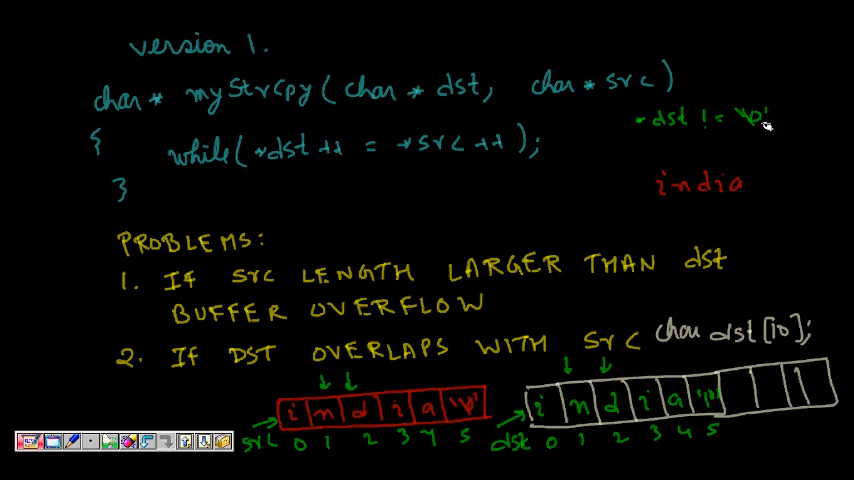 version 1.
char* myStrCpy(char* dst, char* src)
{
while(*dst++ = *src++);
*dst != '\0'
}
india
PROBLEMS:
1. If src LENGTH LARGER THAN dst
BUFFER OVERFLOW
2. If DST OVERLAPS WITH Src
char dst[10];
i n d i a '\0'
src 0 1 2 3 4 5
i n d i a '\0'
dst 0 1 2 3 4 5